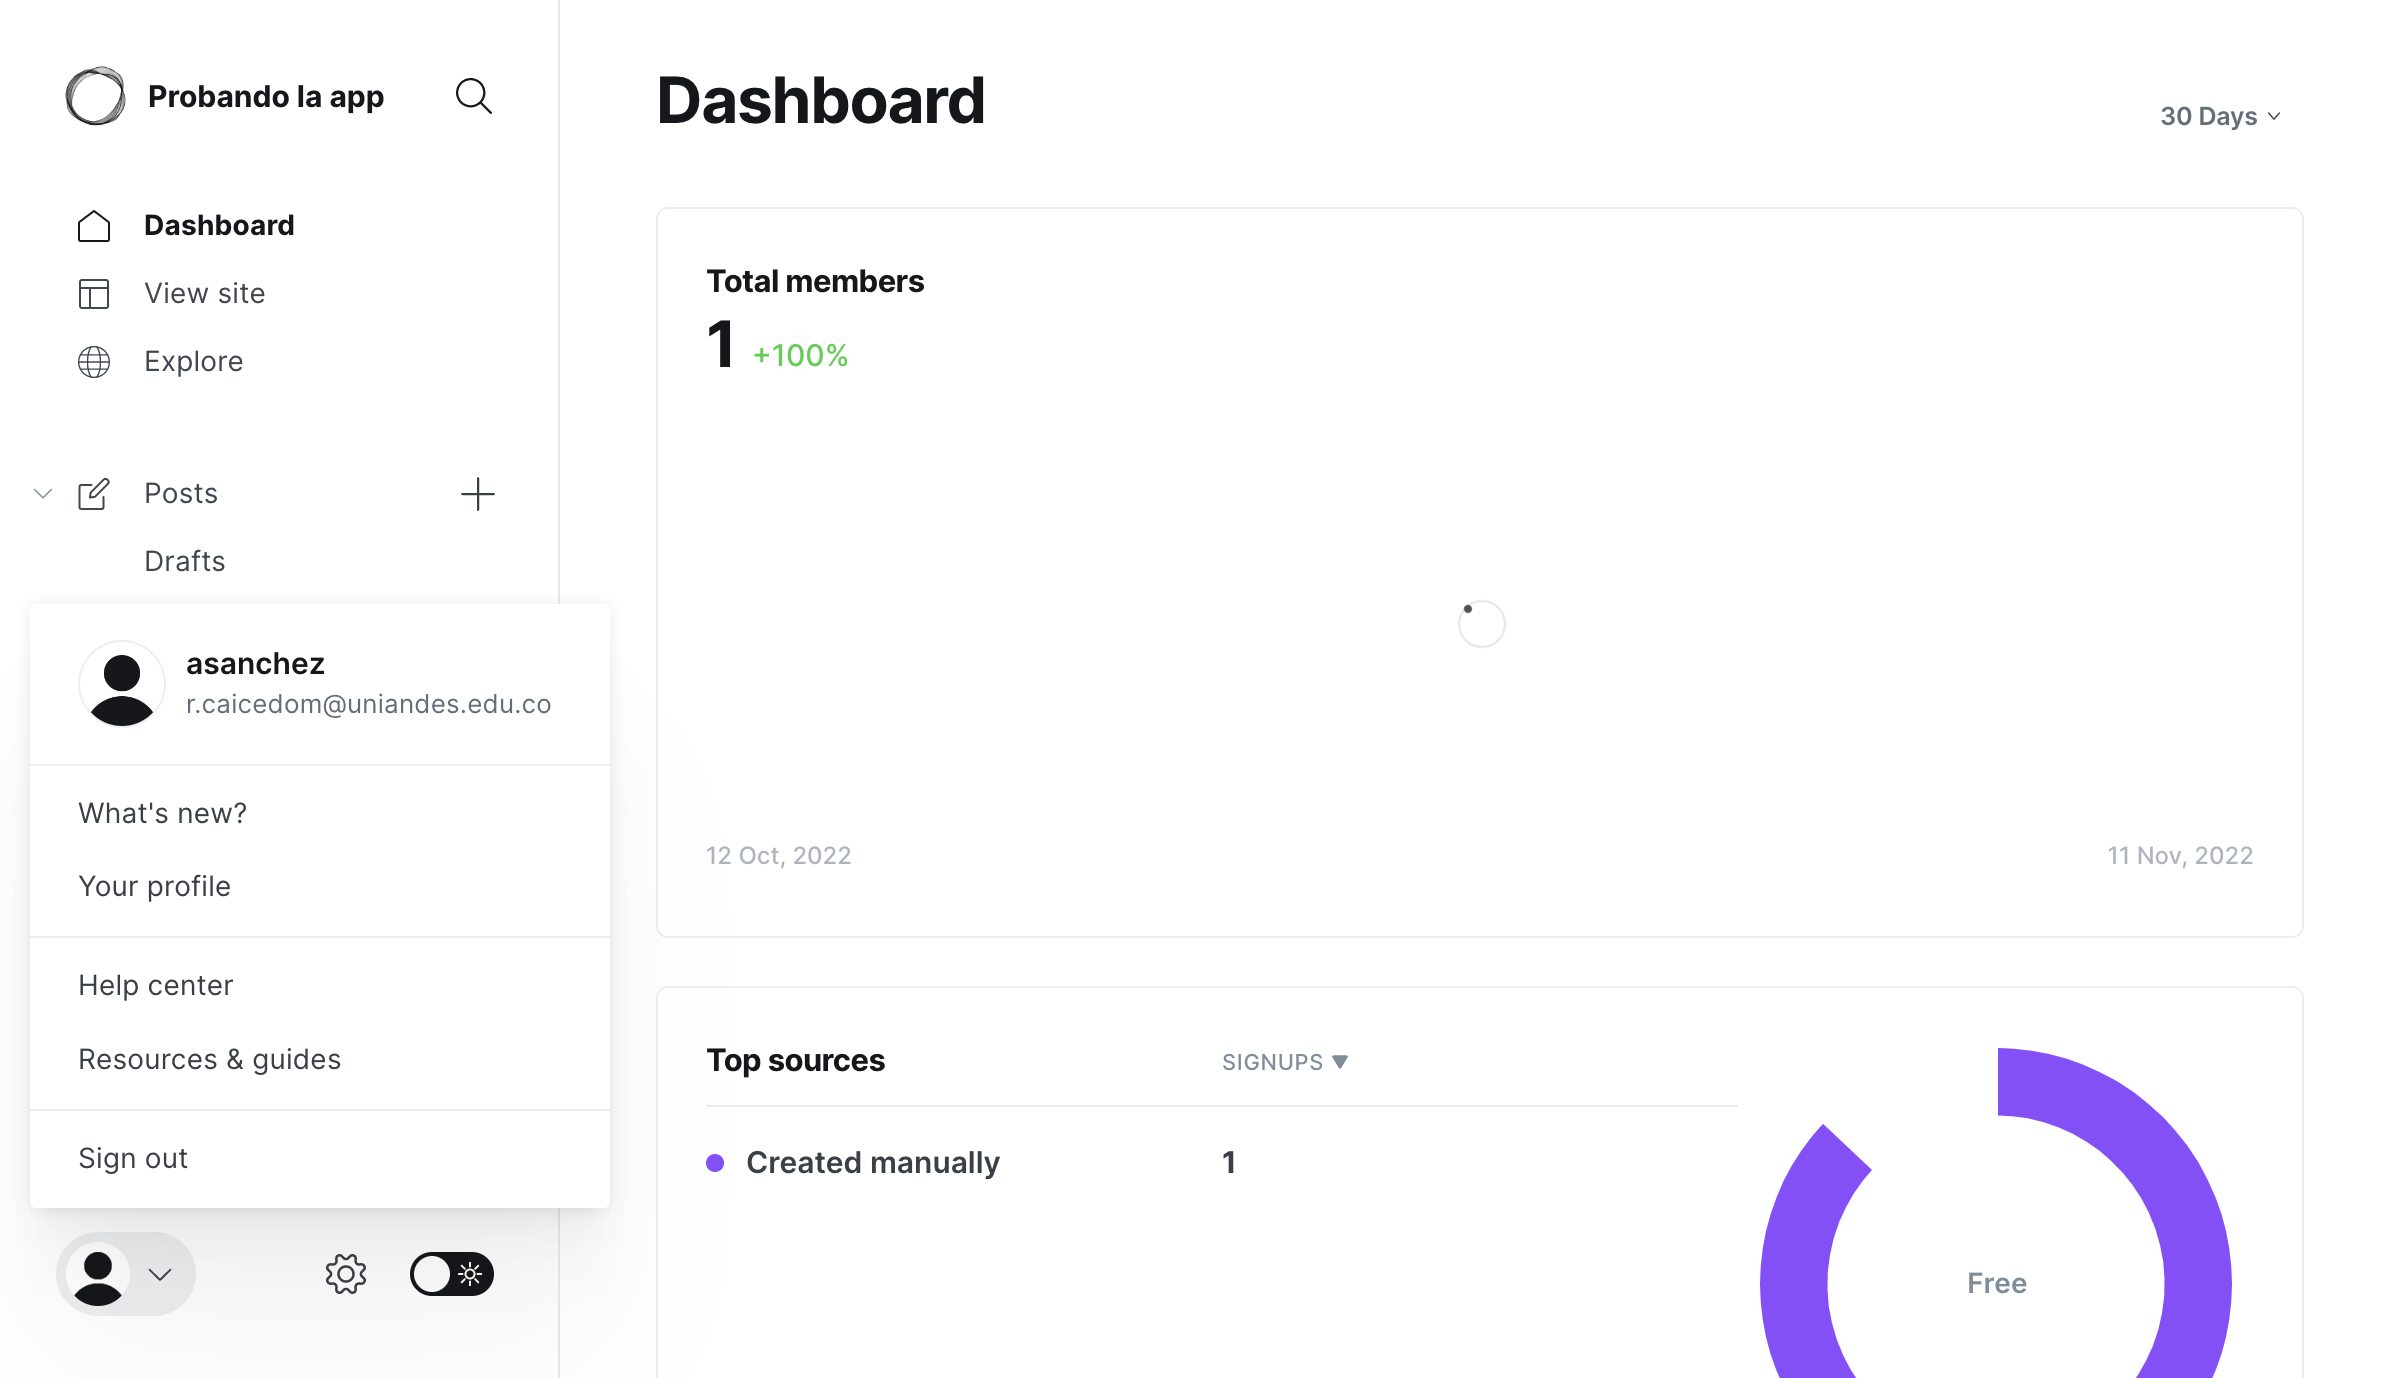 Probando la app
Dashboard
View site
Explore
Posts
Drafts
asanchez
r.caicedom@uniandes.edu.co
What's new?
Your profile
Help center
Resources & guides
Sign out
Dashboard
30 Days
Total members
1 +100%
12 Oct, 2022
11 Nov, 2022
Top sources
SIGNUPS
Created manually
1
Free